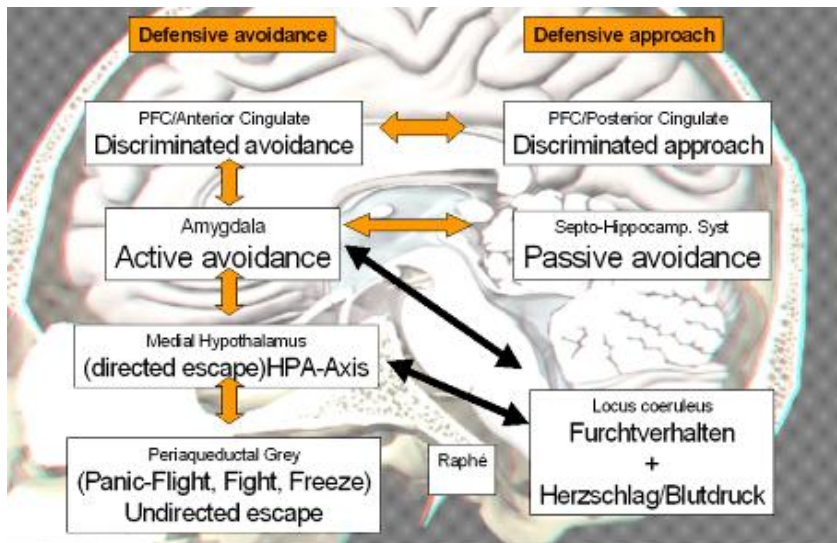 Defensive avoidance
Defensive approach
PFC/Anterior Cingulate
Discriminated avoidance
PFC/Posterior Cingulate
Discriminated approach
Amygdala
Active avoidance
Septo-Hippocamp. Syst
Passive avoidance
Medial Hypothalamus
(directed escape)HPA-Axis
Locus coeruleus
Furchtverhalten
+
Herzschlag/Blutdruck
Periaqueductal Grey
(Panic-Flight, Fight, Freeze)
Undirected escape
Raphé